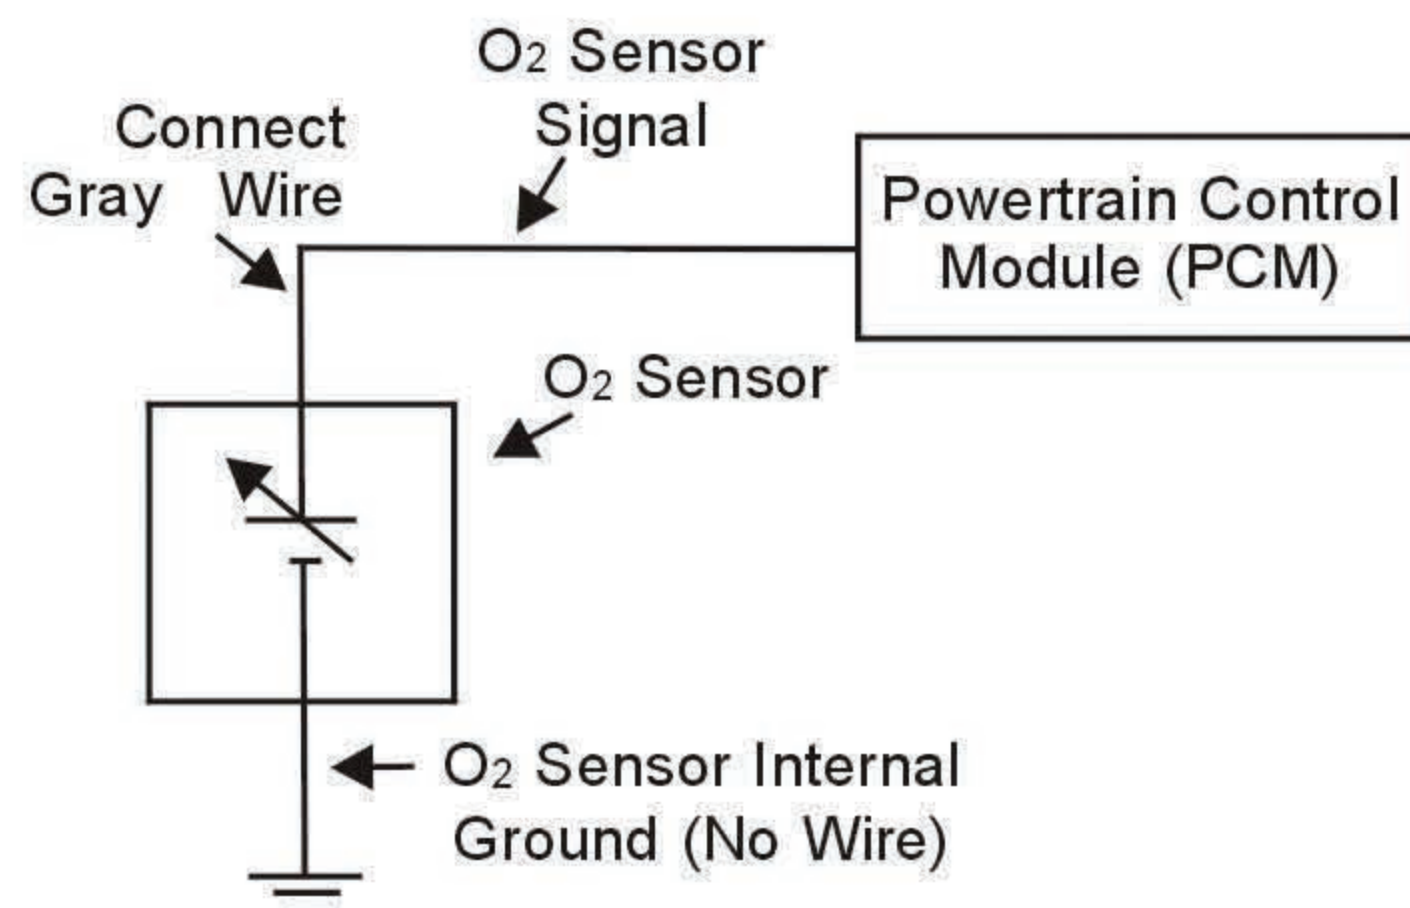 O2 Sensor
Signal
Connect
Gray Wire
Powertrain Control
Module (PCM)
O2 Sensor
O2 Sensor Internal
Ground (No Wire)